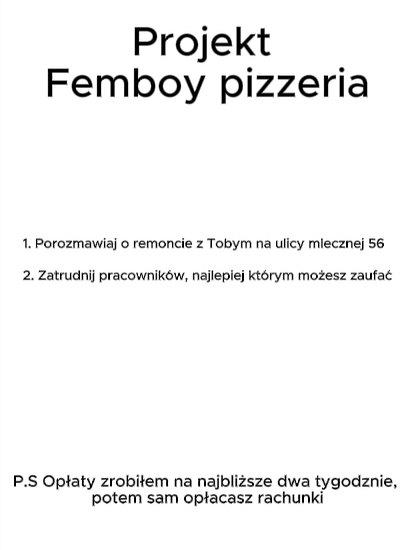 Projekt
Femboy pizzeria
1. Porozmawiaj o remoncie z Tobym na ulicy mlecznej 56
2. Zatrudnij pracowników, najlepiej którym możesz zaufać
P.S Opłaty zrobiłem na najbliższe dwa tygodznie,
potem sam opłacasz rachunki